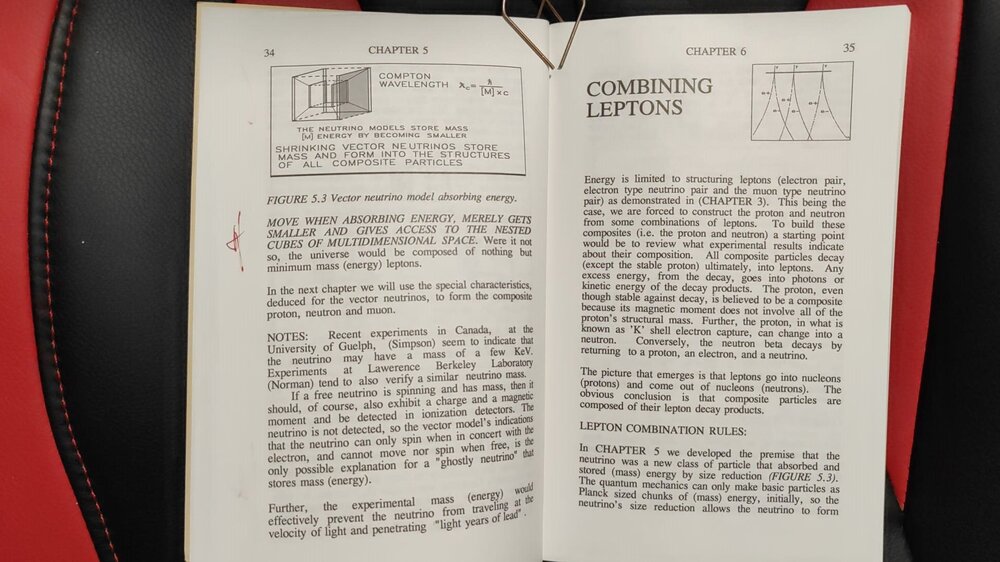 34
CHAPTER 5
COMPTON
WAVELENGTH
ƛc= ħ / [M]×c
THE NEUTRINO MODELS STORE MASS
[M] ENERGY BY BECOMING SMALLER
SHRINKING VECTOR NEUTRINOS STORE
MASS AND FORM INTO THE STRUCTURES
OF ALL COMPOSITE PARTICLES
FIGURE 5.3 Vector neutrino model absorbing energy.
MOVE WHEN ABSORBING ENERGY, MERELY GETS
SMALLER AND GIVES ACCESS TO THE NESTED
CUBES OF MULTIDIMENSIONAL SPACE. Were it not
so, the universe would be composed of nothing but
minimum mass (energy) leptons.
In the next chapter we will use the special characteristics,
deduced for the vector neutrinos, to form the composite
proton, neutron and muon.
NOTES: Recent experiments in Canada, at the
University of Guelph, (Simpson) seem to indicate that
the neutrino may have a mass of a few KeV.
Experiments at Lawerence Berkeley Laboratory
(Norman) tend to also verify a similar neutrino mass.
If a free neutrino is spinning and has mass, then it
should, of course, also exhibit a charge and a magnetic
moment and be detected in ionization detectors. The
neutrino is not detected, so the vector model's indications
that the neutrino can only spin when in concert with the
electron, and cannot move nor spin when free, is the
only possible explanation for a "ghostly neutrino" that
stores mass (energy).
Further, the experimental mass (energy) would
effectively prevent the neutrino from traveling at the
velocity of light and penetrating "light years of lead".
CHAPTER 6
35
COMBINING
LEPTONS
Energy is limited to structuring leptons (electron pair,
electron type neutrino pair and the muon type neutrino
pair) as demonstrated in (CHAPTER 3). This being the
case, we are forced to construct the proton and neutron
from some combinations of leptons. To build these
composites (i.e. the proton and neutron) a starting point
would be to review what experimental results indicate
about their composition. All composite particles decay
(except the stable proton) ultimately, into leptons. Any
excess energy, from the decay, goes into photons or
kinetic energy of the decay products. The proton, even
though stable against decay, is believed to be a composite
because its magnetic moment does not involve all of the
proton's structural mass. Further, the proton, in what is
known as 'K' shell electron capture, can change into a
neutron. Conversely, the neutron beta decays by
returning to a proton, an electron, and a neutrino.
The picture that emerges is that leptons go into nucleons
(protons) and come out of nucleons (neutrons). The
obvious conclusion is that composite particles are
composed of their lepton decay products.
LEPTON COMBINATION RULES:
In CHAPTER 5 we developed the premise that the
neutrino was a new class of particle that absorbed and
stored (mass) energy by size reduction (FIGURE 5.3).
The quantum mechanics can only make basic particles as
Planck sized chunks of (mass) energy, initially, so the
neutrino's size reduction allows the neutrino to form